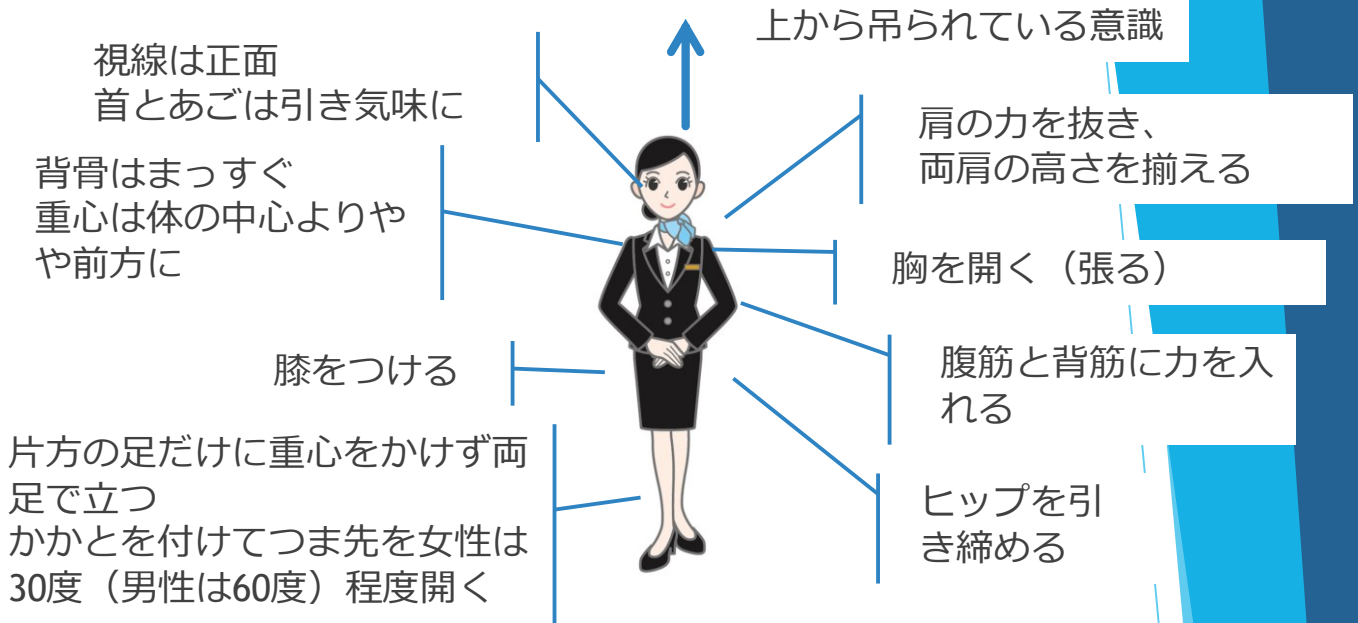 上から吊られている意識
視線は正面
首とあごは引き気味に
肩の力を抜き、
両肩の高さを揃える
背骨はまっすぐ
重心は体の中心よりや
や前方に
胸を開く（張る）
膝をつける
腹筋と背筋に力を入
れる
片方の足だけに重心をかけず両
足で立つ
かかとを付けてつま先を女性は
30度（男性は60度）程度開く
ヒップを引
き締める